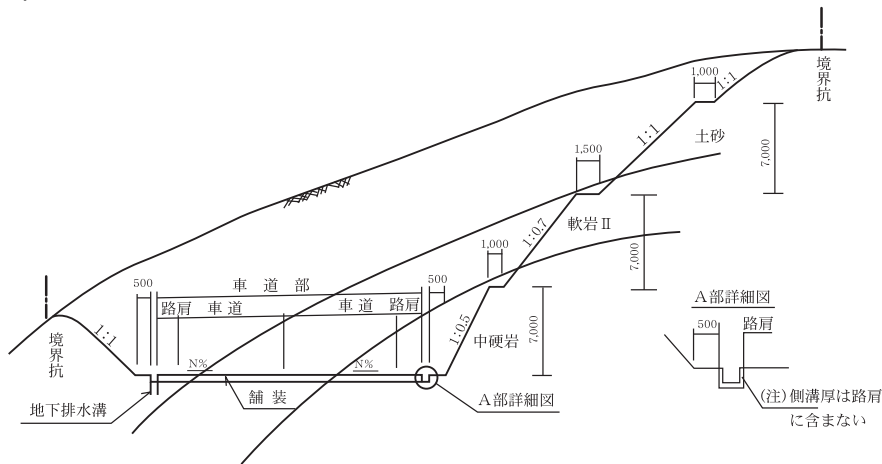 境界抗
1,000
1:1
1:1
土砂
7,000
1,500
軟岩Ⅱ
1:0.7
7,000
1,000
500
車道部
500
路肩
車道
車道
路肩
1:1
境界抗
1:0.5
中硬岩
7,000
N%
N%
舗装
地下排水溝
A部詳細図
A部詳細図
500
路肩
(注)側溝厚は路肩
に含まない